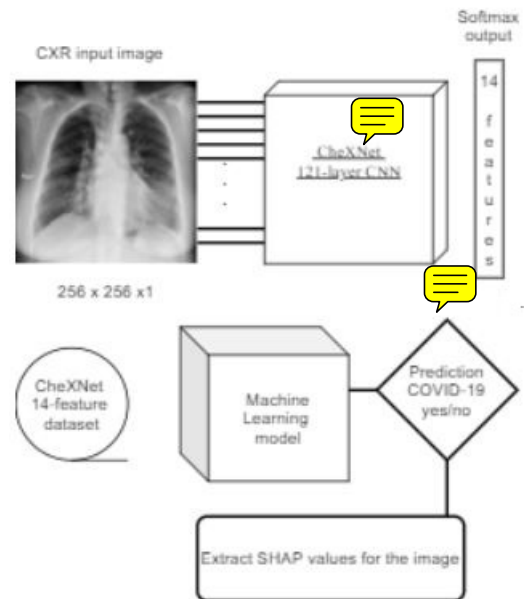 Softmax
output
CXR input image
14
features
CheXNet
121-layer CNN
256 x 256 x1
CheXNet
14-feature
dataset
Machine
Learning
model
Prediction
COVID-19
yes/no
Extract SHAP values for the image